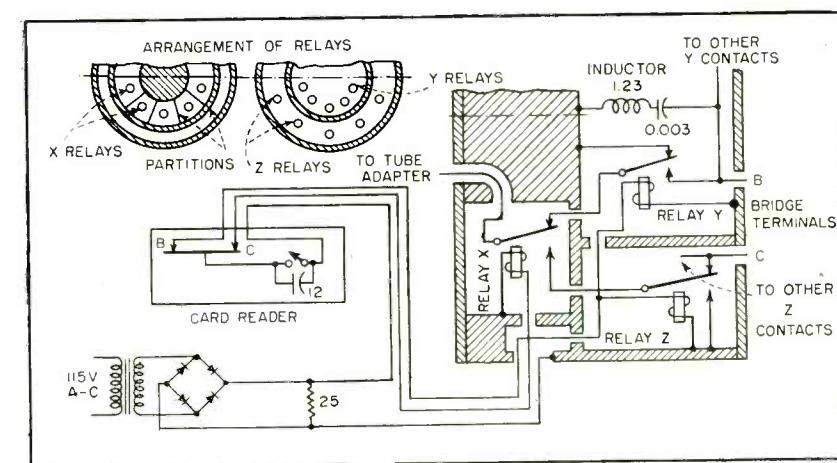 ARRANGEMENT OF RELAYS
TO OTHER
Y CONTACTS
Y RELAYS
INDUCTOR
1.23
0.003
X RELAYS
PARTITIONS
Z RELAYS
TO TUBE
ADAPTER
B
BRIDGE
TERMINALS
RELAY Y
B
C
12
CARD READER
RELAY X
C
TO OTHER
Z
CONTACTS
RELAY Z
115V
A-C
25